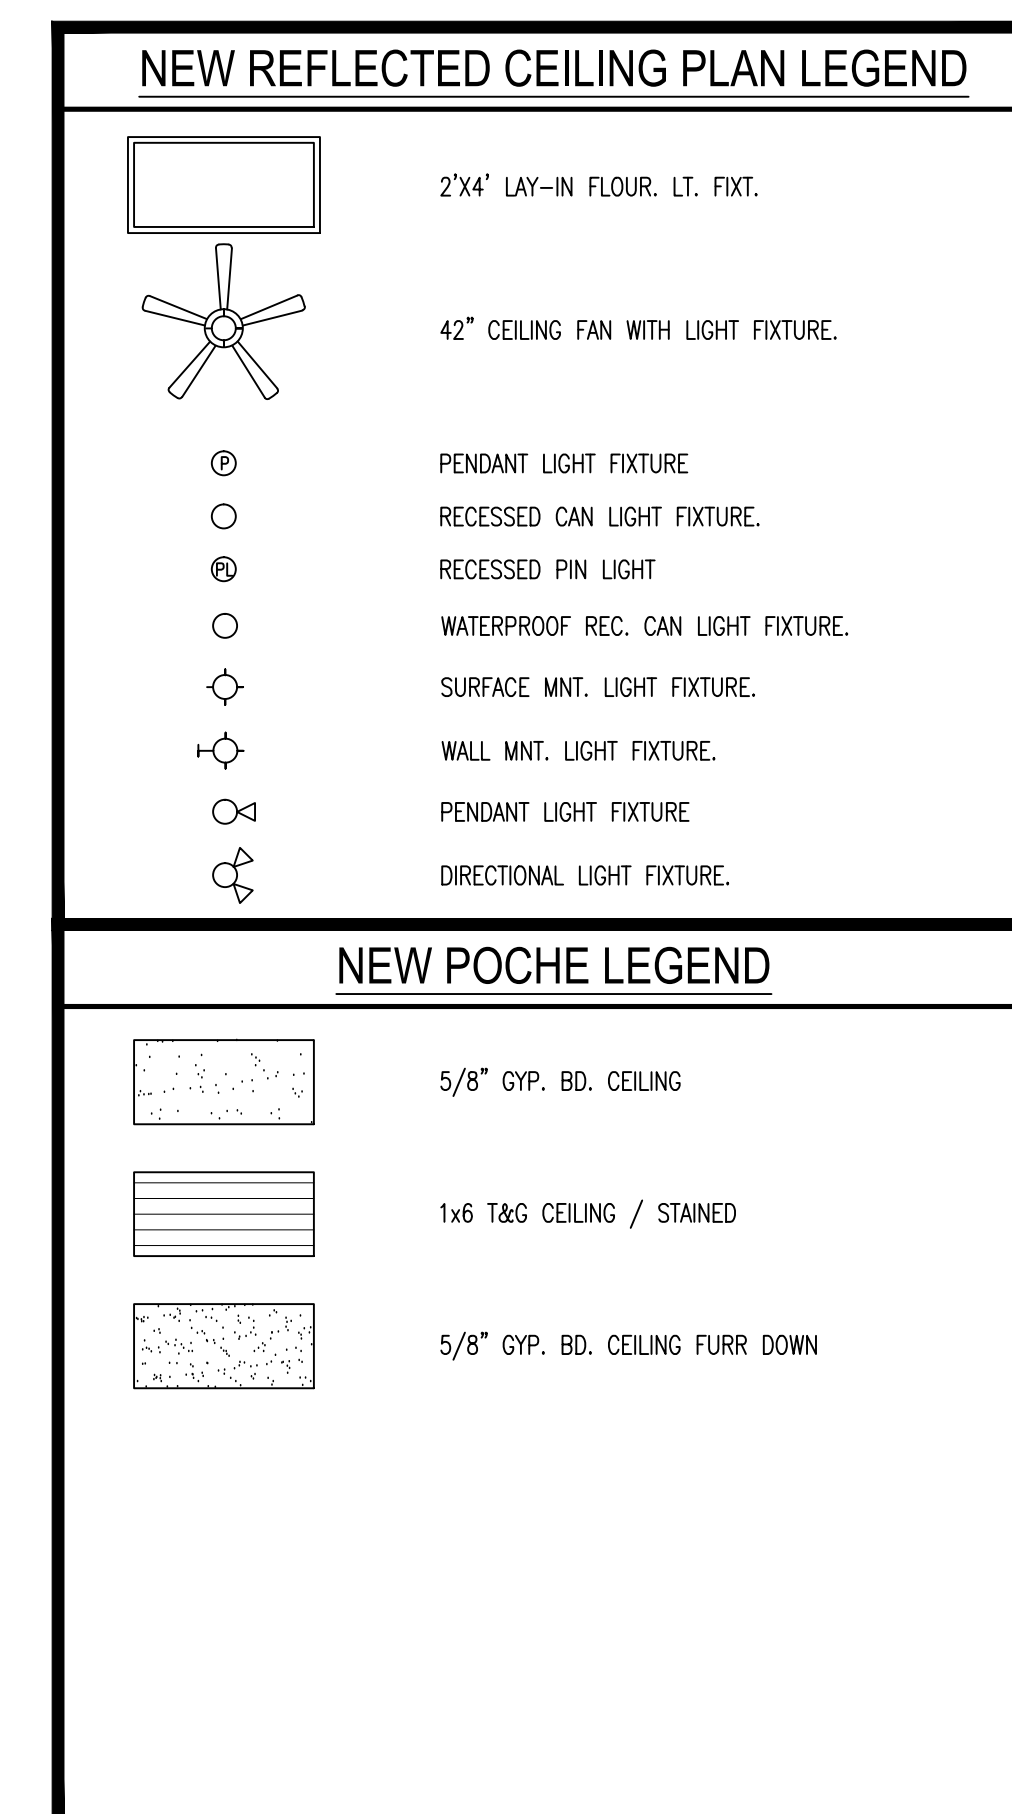 NEW REFLECTED CEILING PLAN LEGEND
2'X4' LAY-IN FLOUR. LT. FIXT.
42" CEILING FAN WITH LIGHT FIXTURE.
P PENDANT LIGHT FIXTURE
RECESSED CAN LIGHT FIXTURE.
PL RECESSED PIN LIGHT
WATERPROOF REC. CAN LIGHT FIXTURE.
SURFACE MNT. LIGHT FIXTURE.
WALL MNT. LIGHT FIXTURE.
PENDANT LIGHT FIXTURE
DIRECTIONAL LIGHT FIXTURE.
NEW POCHE LEGEND
5/8" GYP. BD. CEILING
1x6 T&G CEILING / STAINED
5/8" GYP. BD. CEILING FURR DOWN